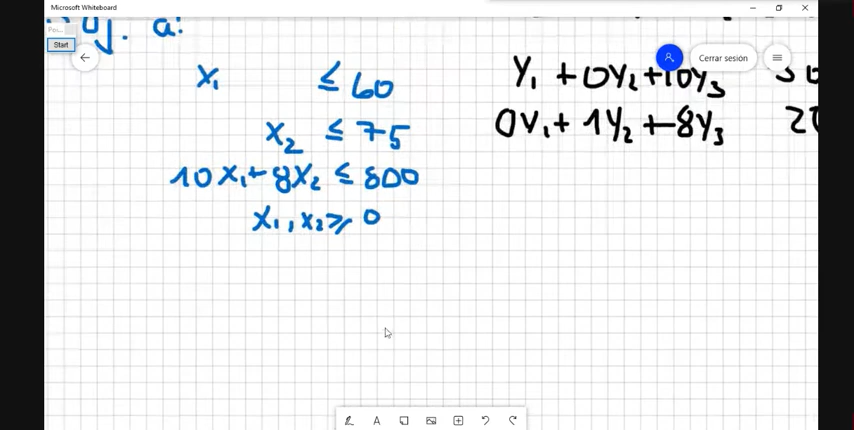 Microsoft Whiteboard
Start
Cerrar sesión
x₁ ≤ 60
x₂ ≤ 75
10x₁ + 8x₂ ≤ 800
x₁, x₂ ≥ 0
y₁ + 0y₂ + 10y₃
0y₁ + 1y₂ + 8y₃ 20